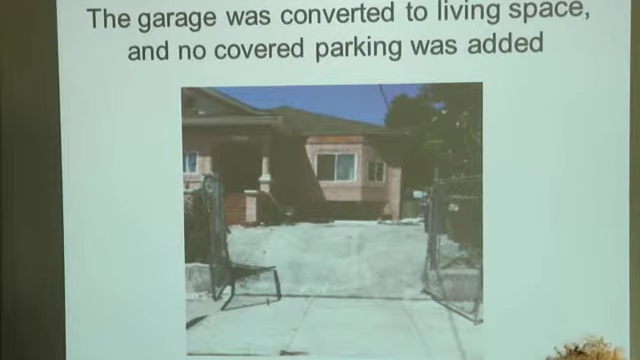 The garage was converted to living space,
and no covered parking was added